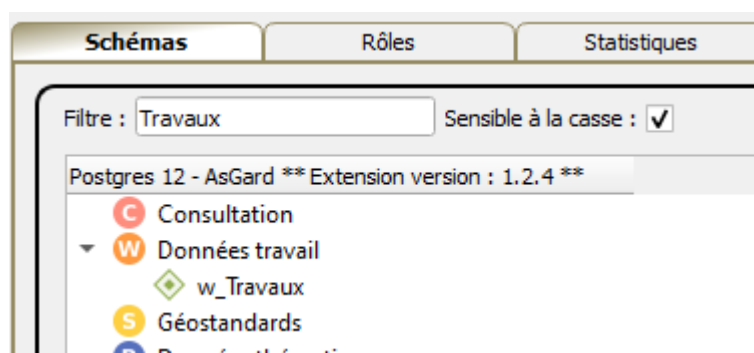 Schémas Rôles Statistiques
Filtre : Travaux Sensible à la casse :
Postgres 12 - AsGard ** Extension version : 1.2.4 **
C Consultation
W Données travail
w_Travaux
S Géostandards